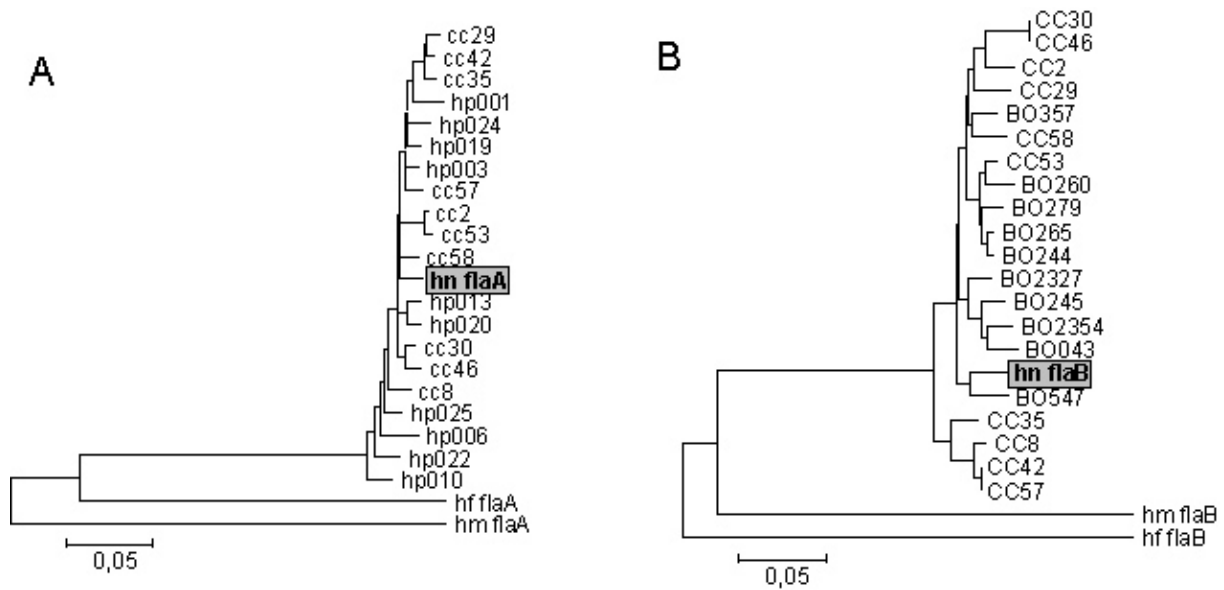 A
cc29
cc42
cc35
hp001
hp024
hp019
hp003
cc57
cc2
cc53
cc58
hn flaA
hp013
hp020
cc30
cc46
cc8
hp025
hp006
hp022
hp010
hf flaA
hm flaA
0,05
B
CC30
CC46
CC2
CC29
BO357
CC58
CC53
BO260
BO279
BO265
BO244
BO2327
BO245
BO2354
BO043
hn flaB
BO547
CC35
CC8
CC42
CC57
hm flaB
hf flaB
0,05